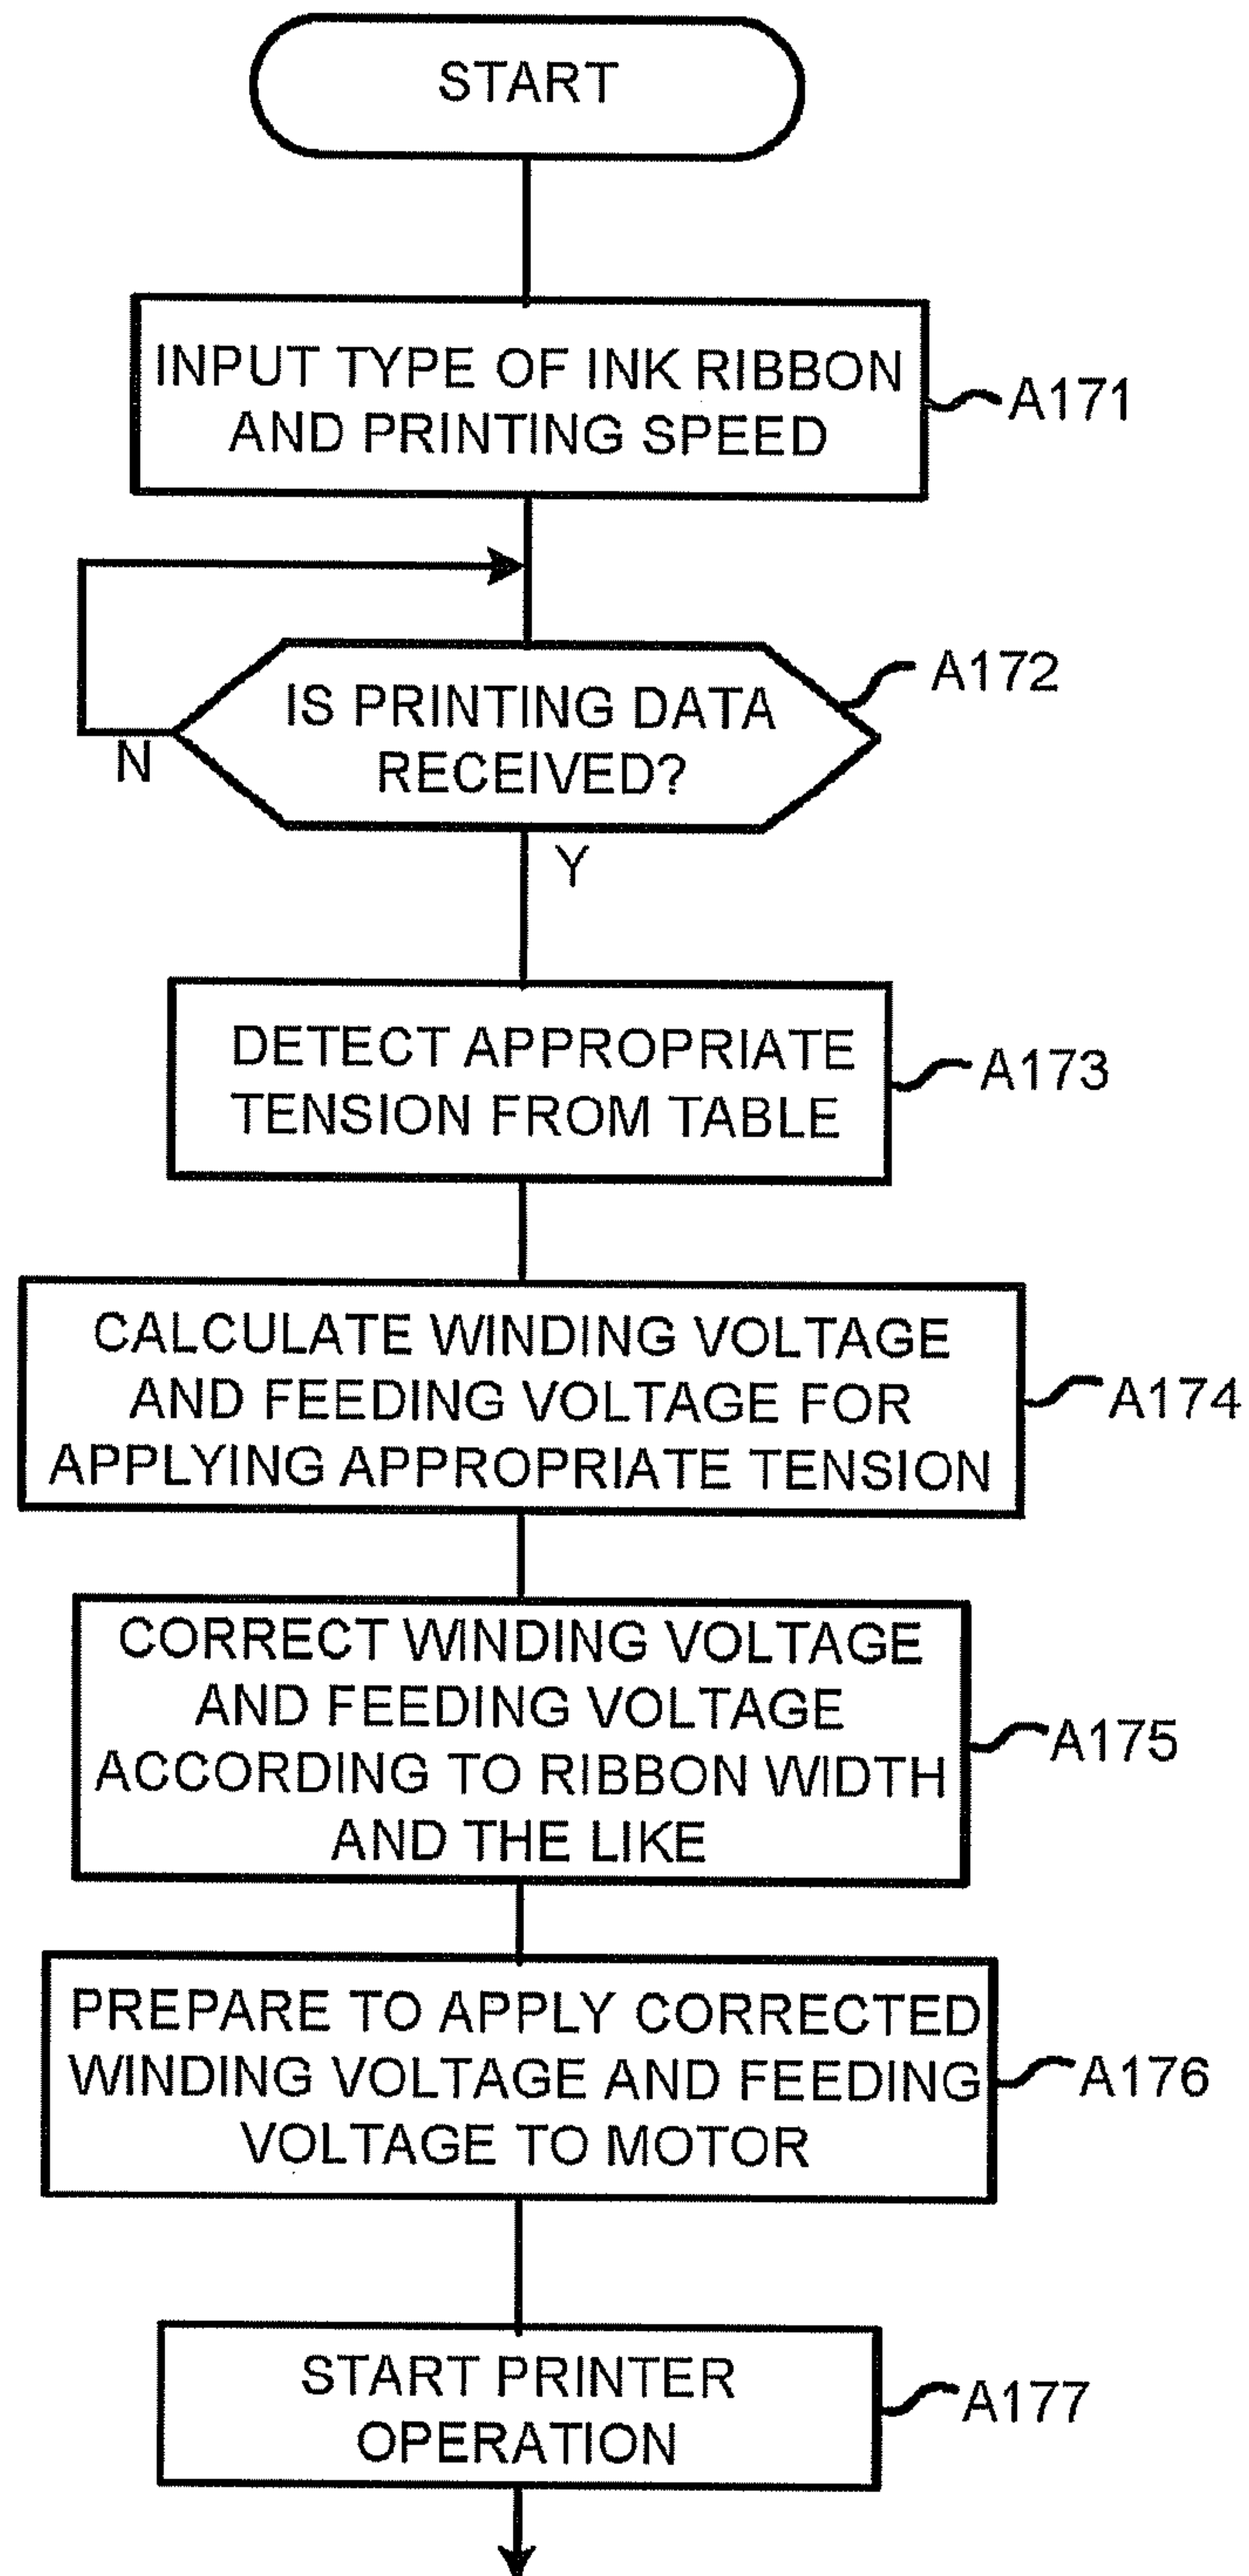 START
INPUT TYPE OF INK RIBBON
AND PRINTING SPEED
A171
IS PRINTING DATA
RECEIVED?
A172
N
Y
DETECT APPROPRIATE
TENSION FROM TABLE
A173
CALCULATE WINDING VOLTAGE
AND FEEDING VOLTAGE FOR
APPLYING APPROPRIATE TENSION
A174
CORRECT WINDING VOLTAGE
AND FEEDING VOLTAGE
ACCORDING TO RIBBON WIDTH
AND THE LIKE
A175
PREPARE TO APPLY CORRECTED
WINDING VOLTAGE AND FEEDING
VOLTAGE TO MOTOR
A176
START PRINTER
OPERATION
A177